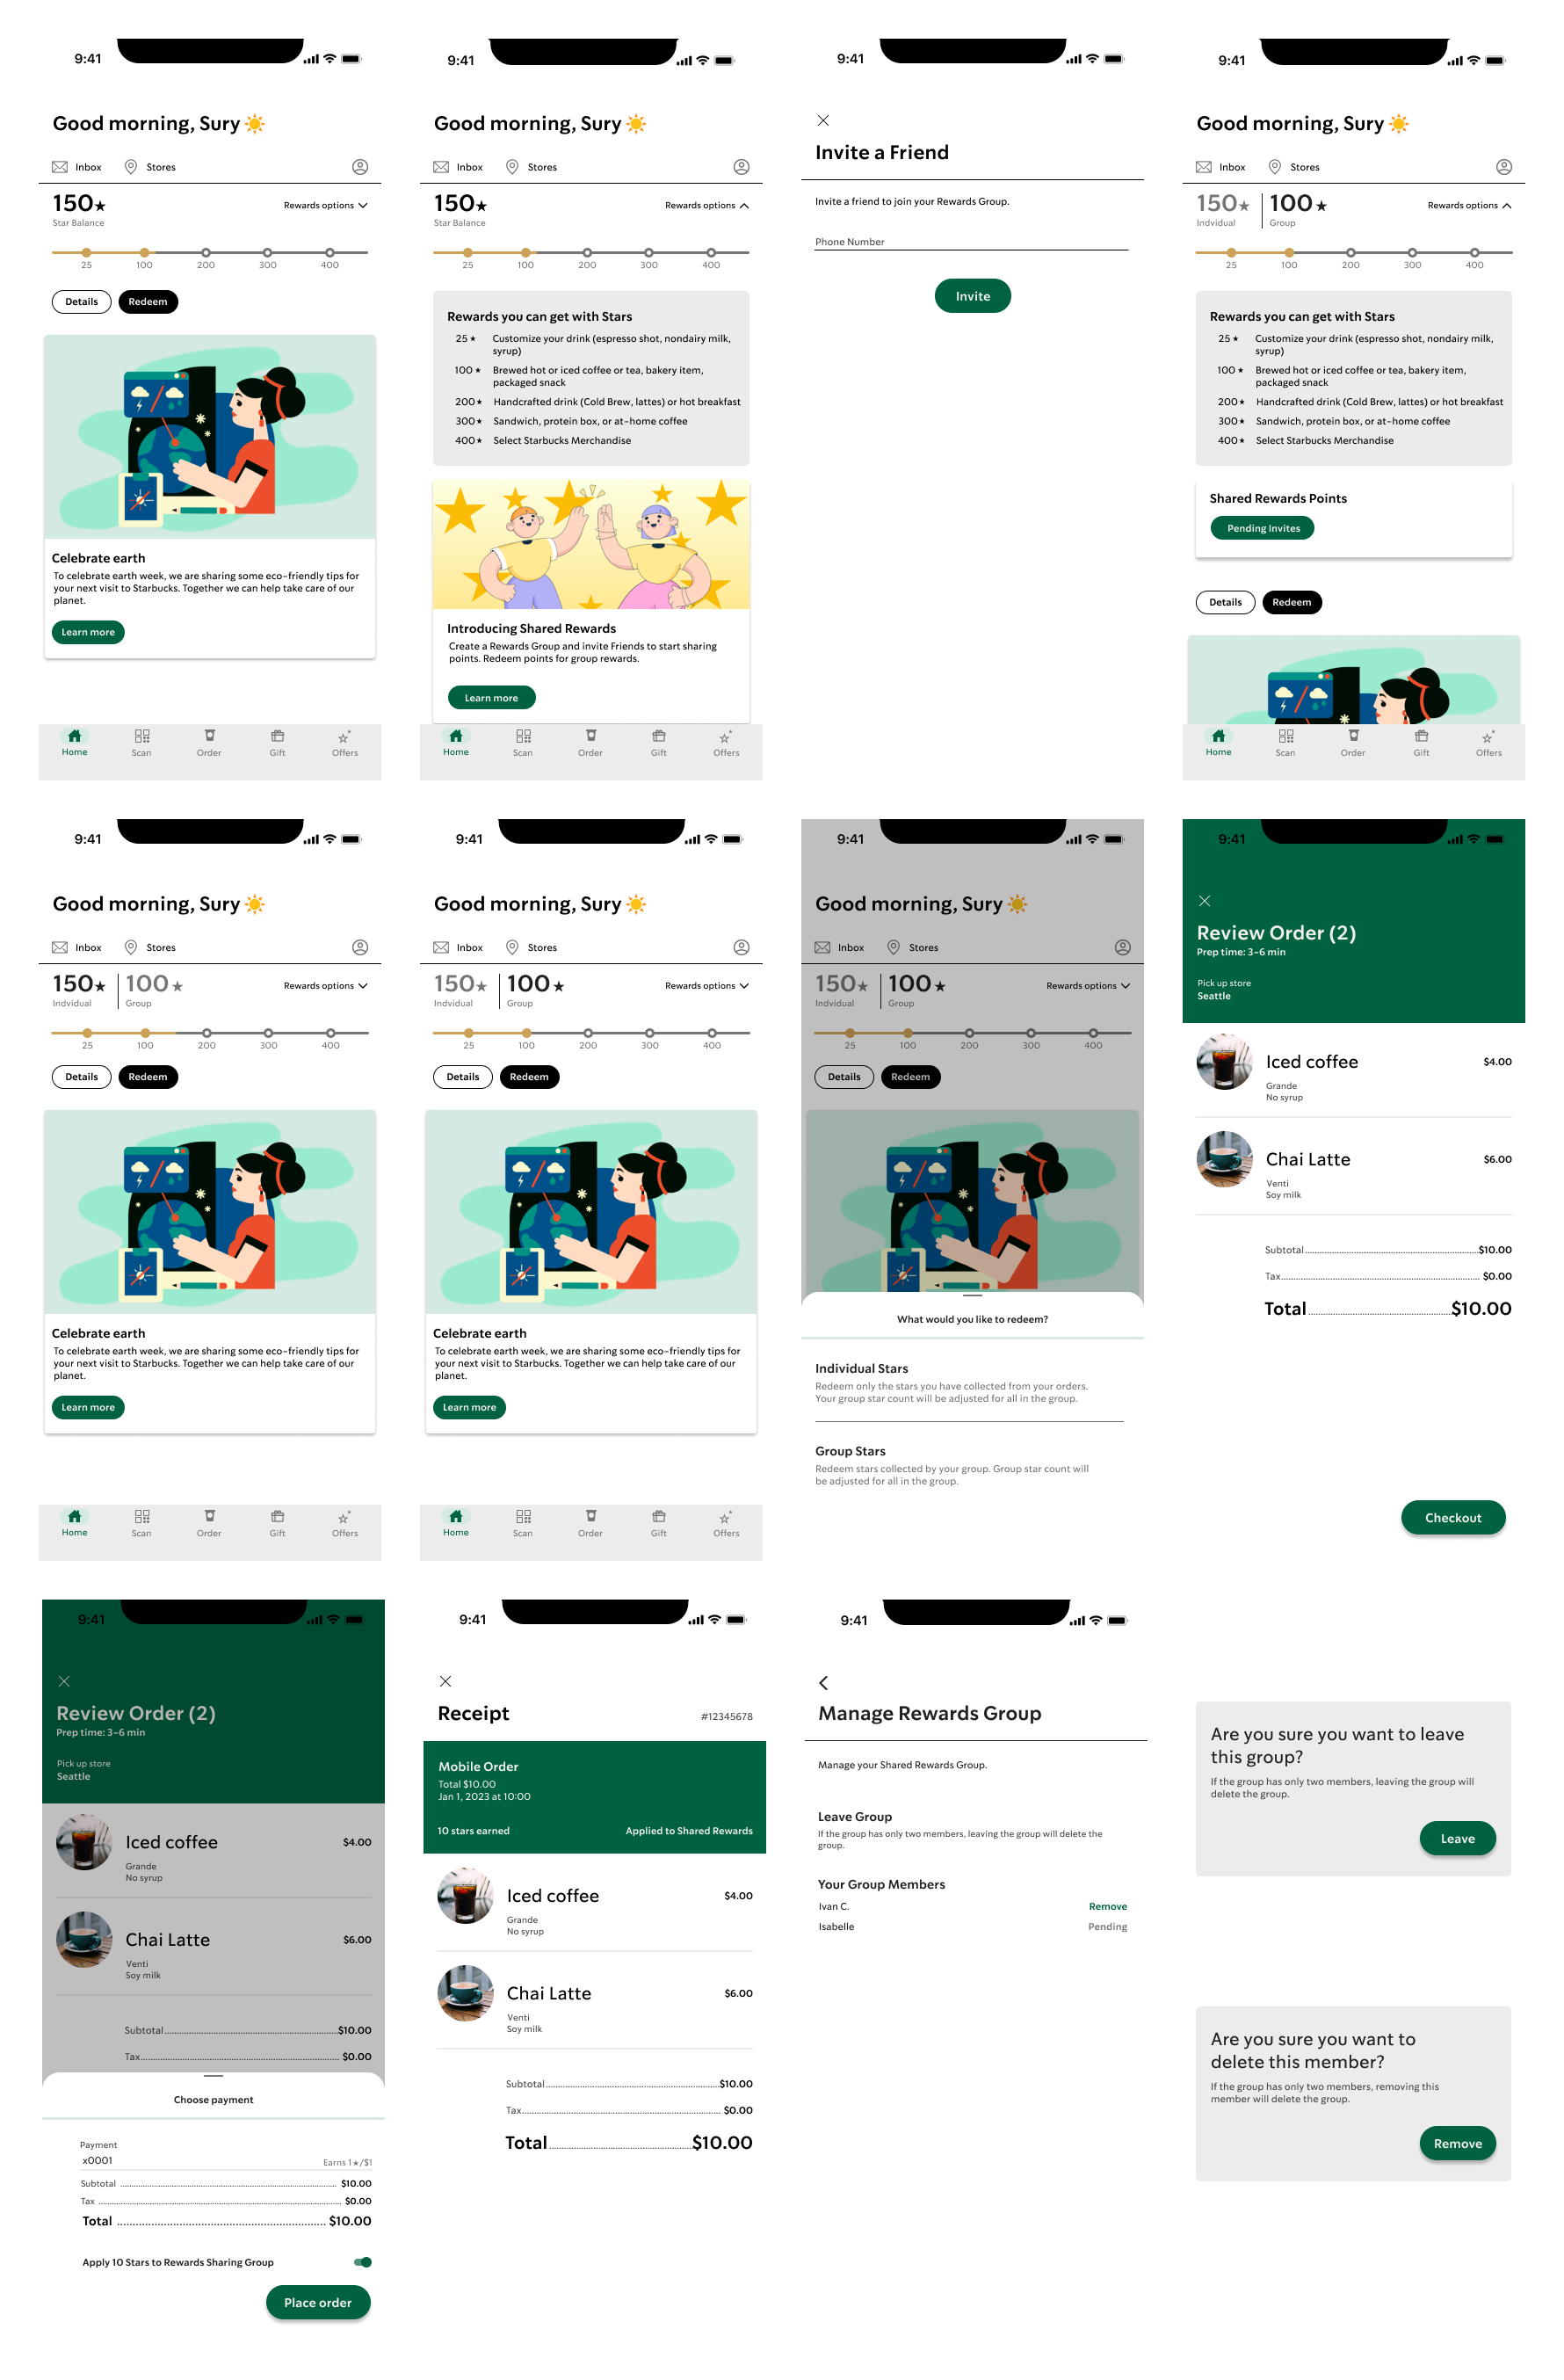 9:41
Good morning, Sury
Inbox
Stores
150★
Rewards options
Star Balance
25
100
200
300
400
Details
Redeem
Celebrate earth
To celebrate earth week, we are sharing some eco-friendly tips for
your next visit to Starbucks. Together we can help take care of our
planet.
Learn more
Home
Scan
Order
Gift
Offers
9:41
Good morning, Sury
Inbox
Stores
150★
Rewards options
Star Balance
25
100
200
300
400
Rewards you can get with Stars
25★ Customize your drink (espresso shot, nondairy milk,
syrup)
100★ Brewed hot or iced coffee or tea, bakery item,
packaged snack
200★ Handcrafted drink (Cold Brew, lattes) or hot breakfast
300★ Sandwich, protein box, or at-home coffee
400★ Select Starbucks Merchandise
Introducing Shared Rewards
Create a Rewards Group and invite Friends to start sharing
points. Redeem points for group rewards.
Learn more
Home
Scan
Order
Gift
Offers
9:41
Invite a Friend
Invite a friend to join your Rewards Group.
Phone Number
Invite
9:41
Good morning, Sury
Inbox
Stores
150★
100★
Rewards options
Indvidual
Group
25
100
200
300
400
Rewards you can get with Stars
25★ Customize your drink (espresso shot, nondairy milk,
syrup)
100★ Brewed hot or iced coffee or tea, bakery item,
packaged snack
200★ Handcrafted drink (Cold Brew, lattes) or hot breakfast
300★ Sandwich, protein box, or at-home coffee
400★ Select Starbucks Merchandise
Shared Rewards Points
Pending Invites
Details
Redeem
Home
Scan
Order
Gift
Offers
9:41
Good morning, Sury
Inbox
Stores
150★
100★
Rewards options
Indvidual
Group
25
100
200
300
400
Details
Redeem
Celebrate earth
To celebrate earth week, we are sharing some eco-friendly tips for
your next visit to Starbucks. Together we can help take care of our
planet.
Learn more
Home
Scan
Order
Gift
Offers
9:41
Good morning, Sury
Inbox
Stores
150★
100★
Rewards options
Indvidual
Group
25
100
200
300
400
Details
Redeem
Celebrate earth
To celebrate earth week, we are sharing some eco-friendly tips for
your next visit to Starbucks. Together we can help take care of our
planet.
Learn more
Home
Scan
Order
Gift
Offers
9:41
Good morning, Sury
Inbox
Stores
150★
100★
Rewards options
Indvidual
Group
25
100
200
300
400
Details
Redeem
What would you like to redeem?
Individual Stars
Redeem only the stars you have collected from your orders.
Your group star count will be adjusted for all in the group.
Group Stars
Redeem stars collected by your group. Group star count will
be adjusted for all in the group.
9:41
Review Order (2)
Prep time: 3-6 min
Pick up store
Seattle
Iced coffee $4.00
Grande
No syrup
Chai Latte $6.00
Venti
Soy milk
Subtotal $10.00
Tax $0.00
Total $10.00
Checkout
9:41
Review Order (2)
Prep time: 3-6 min
Pick up store
Seattle
Iced coffee $4.00
Grande
No syrup
Chai Latte $6.00
Venti
Soy milk
Subtotal $10.00
Tax $0.00
Choose payment
Payment
x0001 Earns 1★/$1
Subtotal $10.00
Tax $0.00
Total $10.00
Apply 10 Stars to Rewards Sharing Group
Place order
9:41
Receipt #12345678
Mobile Order
Total $10.00
Jan 1, 2023 at 10:00
10 stars earned Applied to Shared Rewards
Iced coffee $4.00
Grande
No syrup
Chai Latte $6.00
Venti
Soy milk
Subtotal $10.00
Tax $0.00
Total $10.00
9:41
Manage Rewards Group
Manage your Shared Rewards Group.
Leave Group
If the group has only two members, leaving the group will delete the
group.
Your Group Members
Ivan C. Remove
Isabelle Pending
Are you sure you want to leave
this group?
If the group has only two members, leaving the group will
delete the group.
Leave
Are you sure you want to
delete this member?
If the group has only two members, removing this
member will delete the group.
Remove